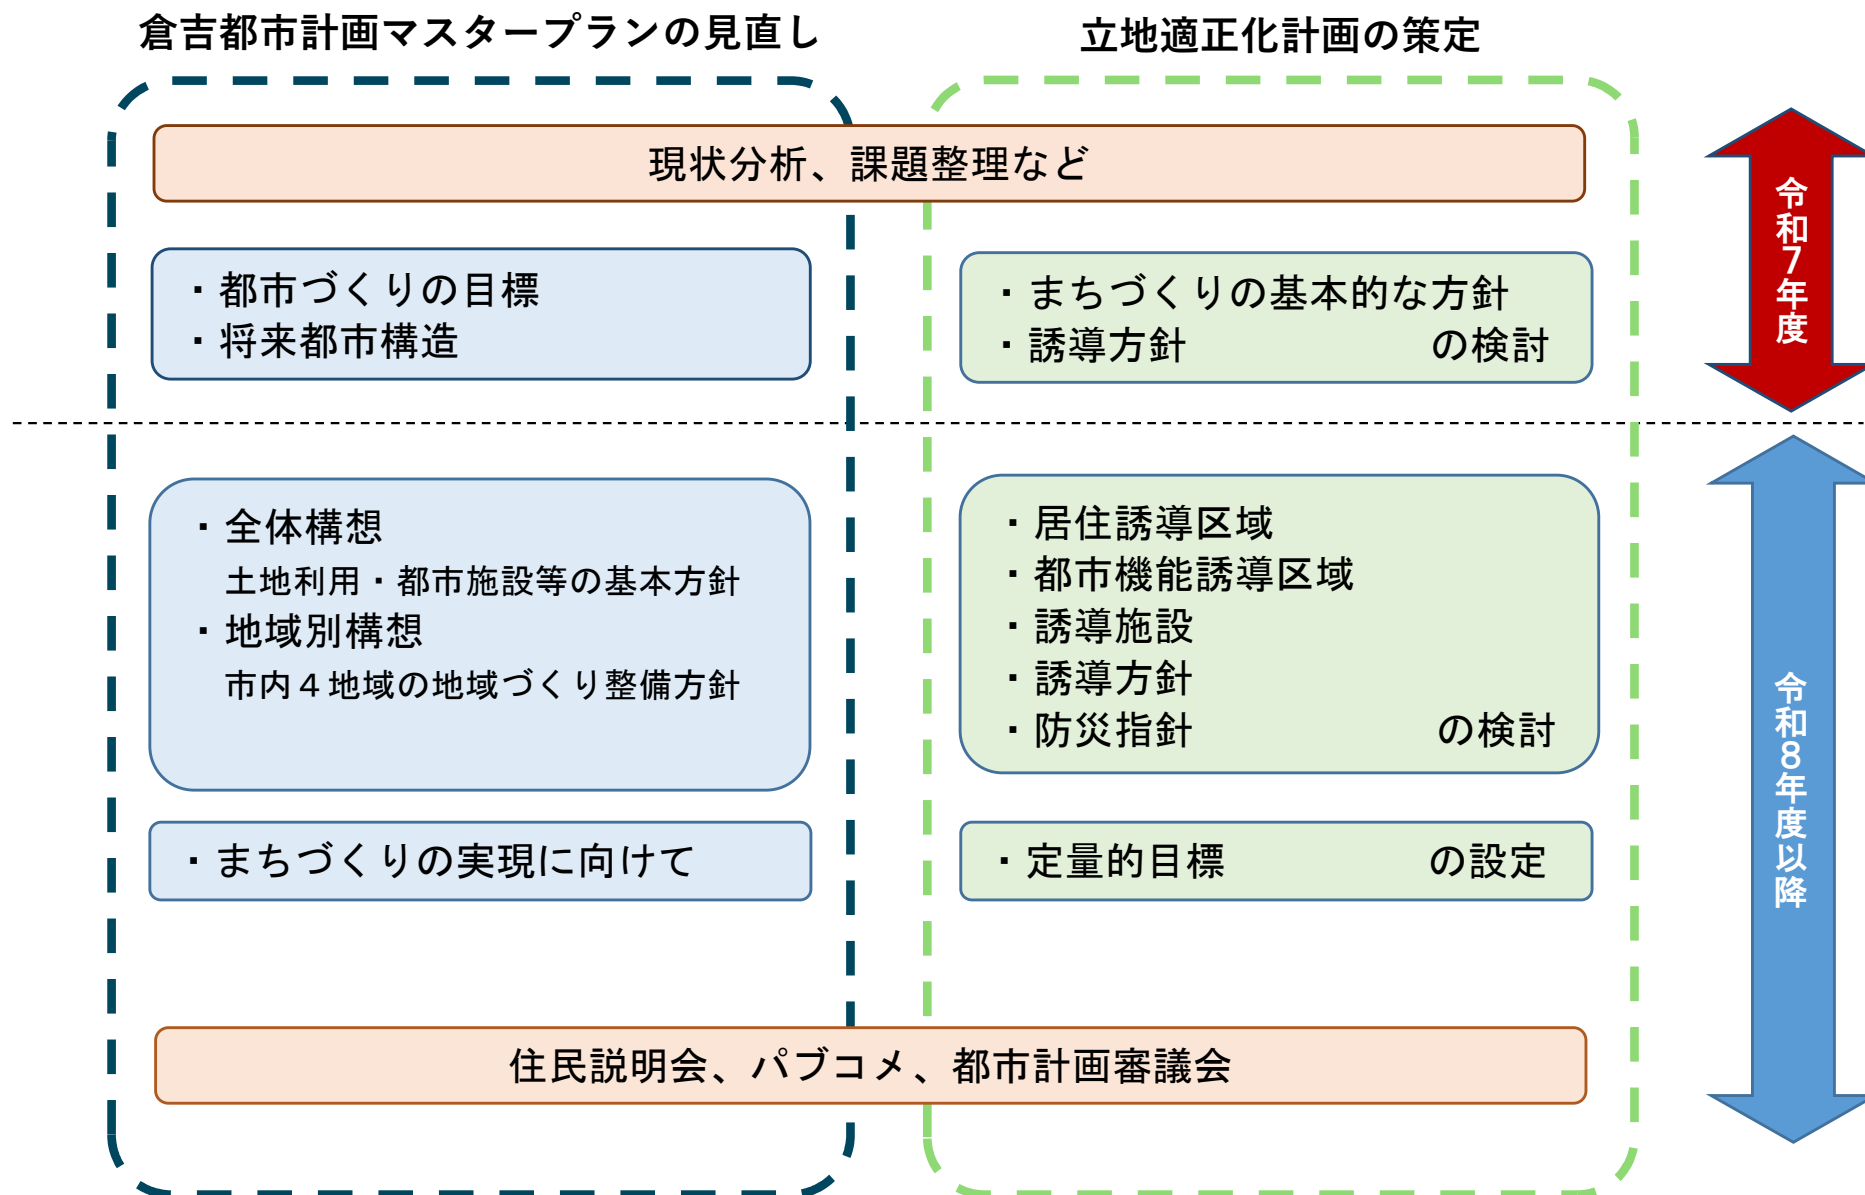 倉吉都市計画マスタープランの見直し
立地適正化計画の策定
現状分析、課題整理など
・都市づくりの目標
・将来都市構造
・まちづくりの基本的な方針
・誘導方針　の検討
令和7年度
・全体構想
土地利用・都市施設等の基本方針
・地域別構想
市内４地域の地域づくり整備方針
・居住誘導区域
・都市機能誘導区域
・誘導施設
・誘導方針
・防災指針　の検討
・まちづくりの実現に向けて
・定量的目標　の設定
令和8年度以降
住民説明会、パブコメ、都市計画審議会